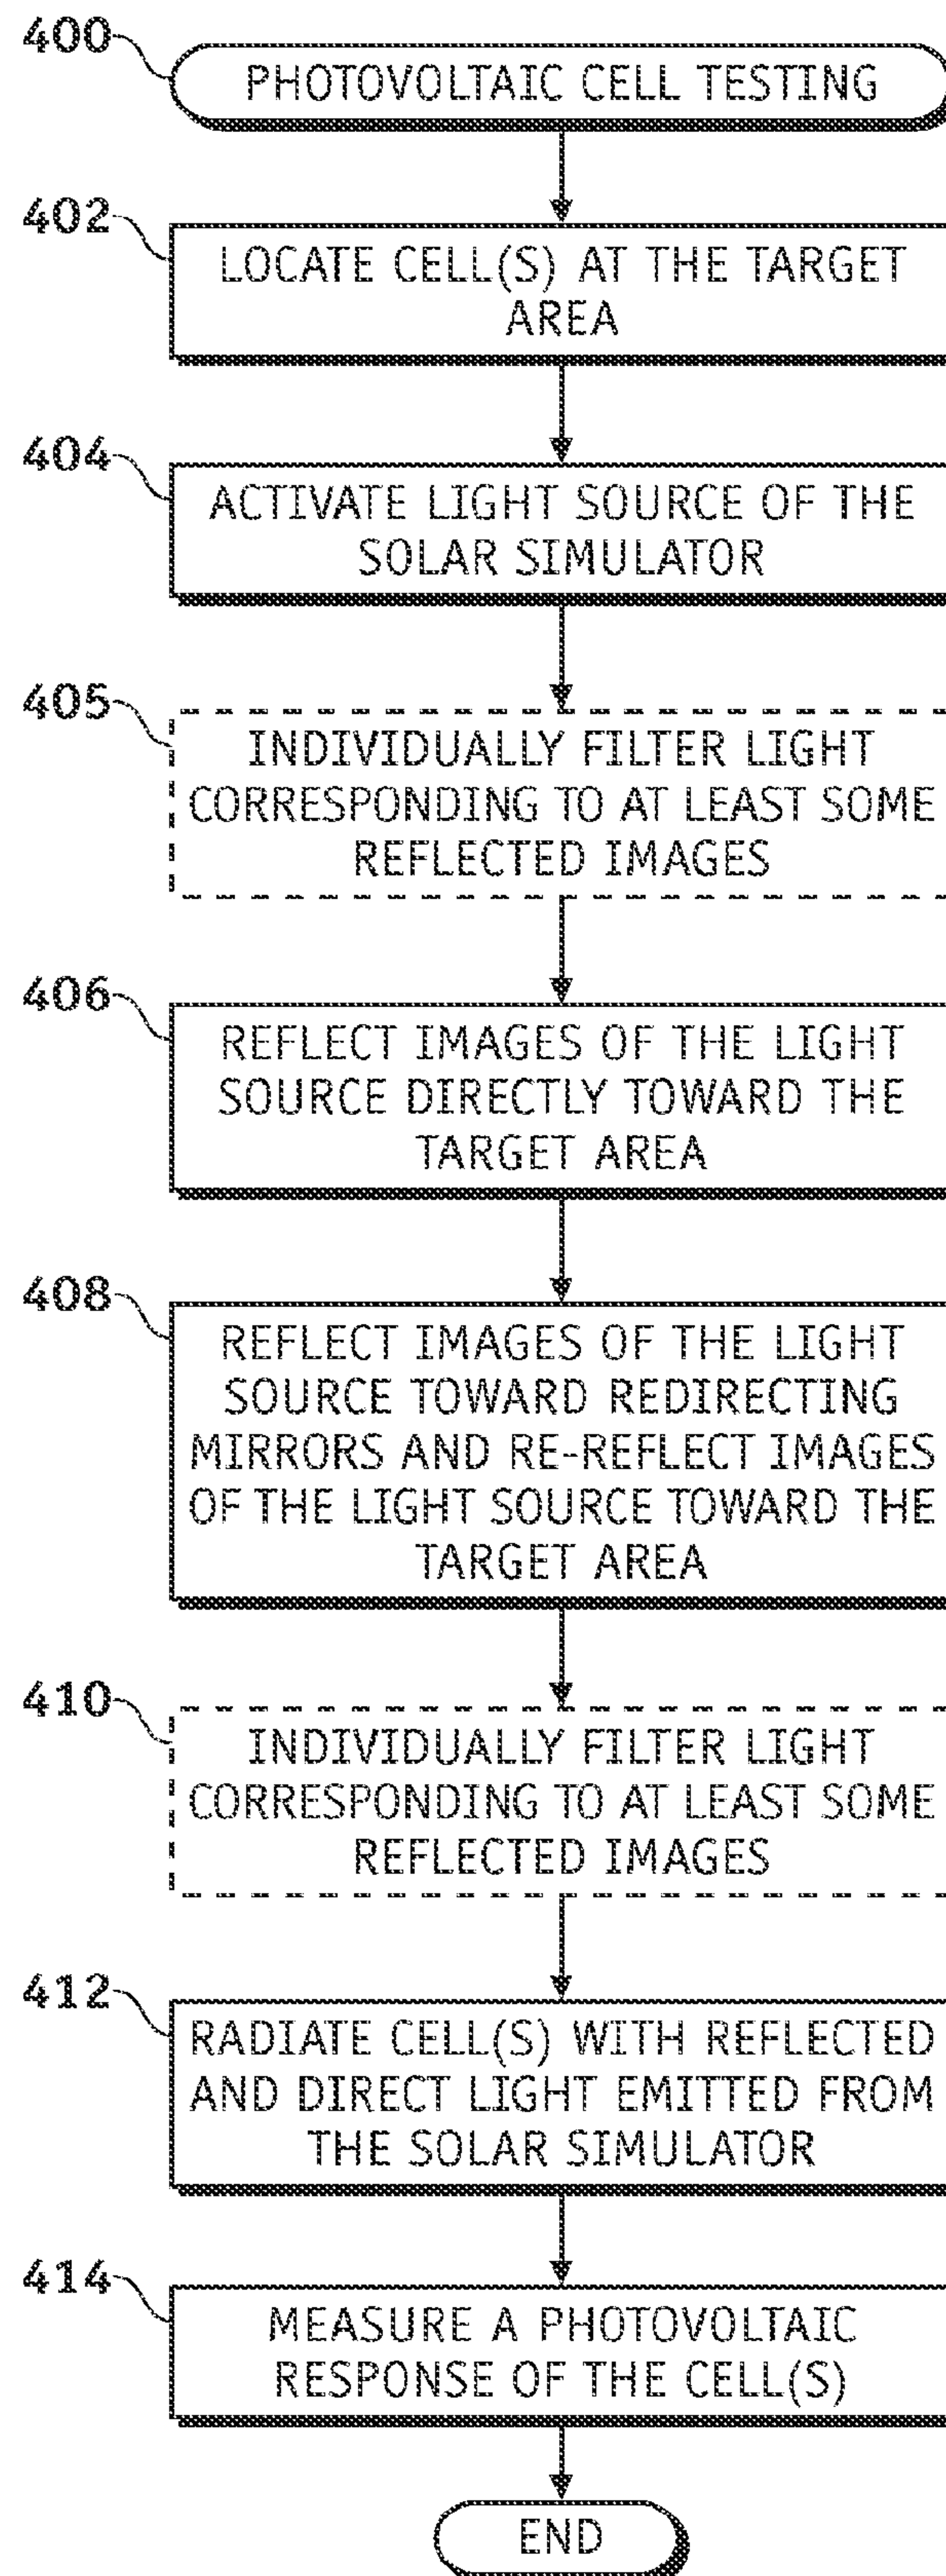 400
PHOTOVOLTAIC CELL TESTING
402
LOCATE CELL(S) AT THE TARGET
AREA
404
ACTIVATE LIGHT SOURCE OF THE
SOLAR SIMULATOR
405
INDIVIDUALLY FILTER LIGHT
CORRESPONDING TO AT LEAST SOME
REFLECTED IMAGES
406
REFLECT IMAGES OF THE LIGHT
SOURCE DIRECTLY TOWARD THE
TARGET AREA
408
REFLECT IMAGES OF THE LIGHT
SOURCE TOWARD REDIRECTING
MIRRORS AND RE-REFLECT IMAGES
OF THE LIGHT SOURCE TOWARD THE
TARGET AREA
410
INDIVIDUALLY FILTER LIGHT
CORRESPONDING TO AT LEAST SOME
REFLECTED IMAGES
412
RADIATE CELL(S) WITH REFLECTED
AND DIRECT LIGHT EMITTED FROM
THE SOLAR SIMULATOR
414
MEASURE A PHOTOVOLTAIC
RESPONSE OF THE CELL(S)
END